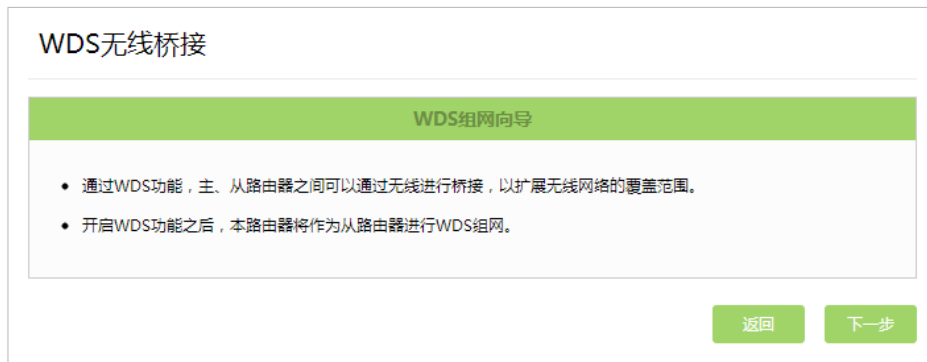 WDS无线桥接
WDS组网向导
• 通过WDS功能，主、从路由器之间可以通过无线进行桥接，以扩展无线网络的覆盖范围。
• 开启WDS功能之后，本路由器将作为从路由器进行WDS组网。
返回 下一步